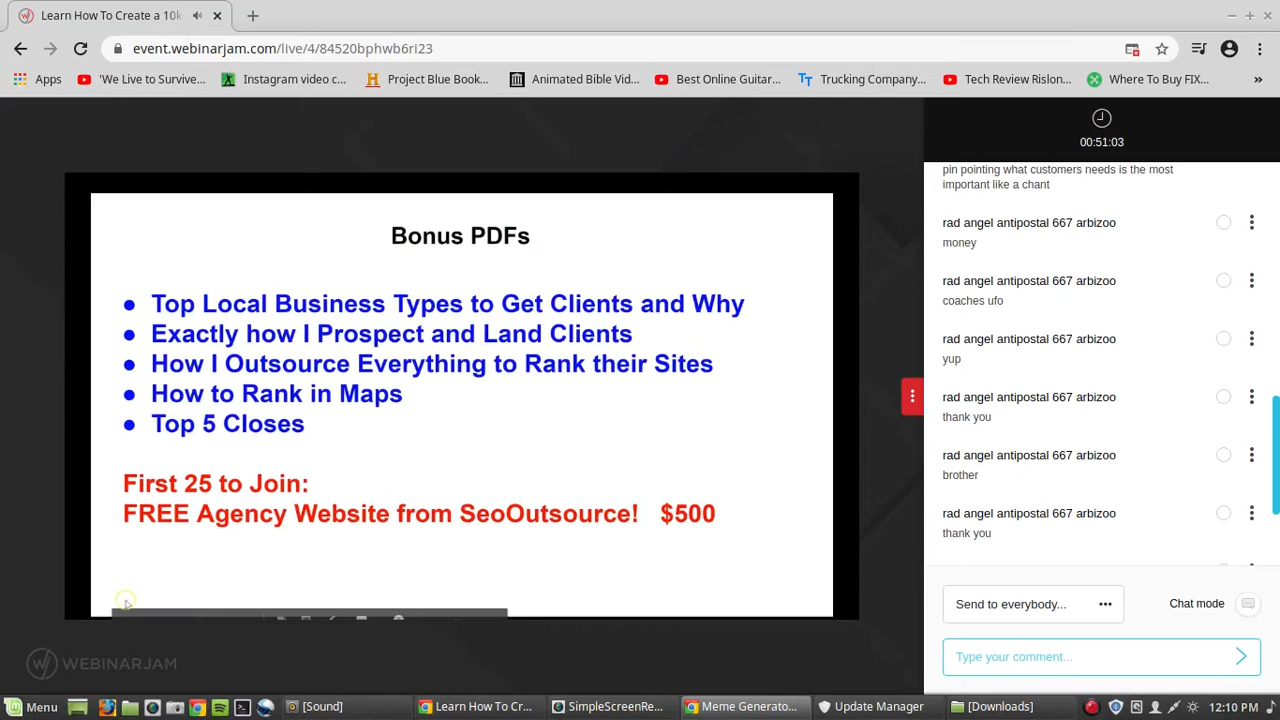 Learn How To Create a 10k
event.webinarjam.com/live/4/84520bphwb6ri23
Apps
'We Live to Survive...
Instagram video c...
Project Blue Book...
Animated Bible Vid...
Best Online Guitar...
Trucking Company...
Tech Review Rislon...
Where To Buy FIX...
»
00:51:03
Bonus PDFs
● Top Local Business Types to Get Clients and Why
● Exactly how I Prospect and Land Clients
● How I Outsource Everything to Rank their Sites
● How to Rank in Maps
● Top 5 Closes
First 25 to Join:
FREE Agency Website from SeoOutsource! $500
WEBINARJAM
pin pointing what customers needs is the most
important like a chant
rad angel antipostal 667 arbizoo
money
rad angel antipostal 667 arbizoo
coaches ufo
rad angel antipostal 667 arbizoo
yup
rad angel antipostal 667 arbizoo
thank you
rad angel antipostal 667 arbizoo
brother
rad angel antipostal 667 arbizoo
thank you
Send to everybody...
Chat mode
Type your comment...
Menu
[Sound]
Learn How To Cr...
SimpleScreenRe...
Meme Generato...
Update Manager
[Downloads]
12:10 PM